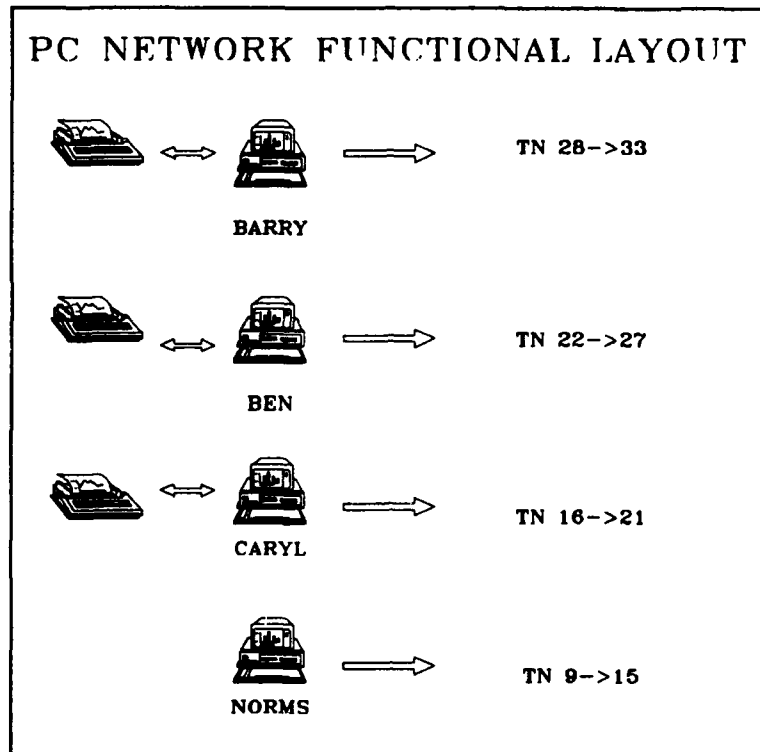 PC NETWORK FUNCTIONAL LAYOUT
TN 28->33
BARRY
TN 22->27
BEN
TN 16->21
CARYL
TN 9->15
NORMS